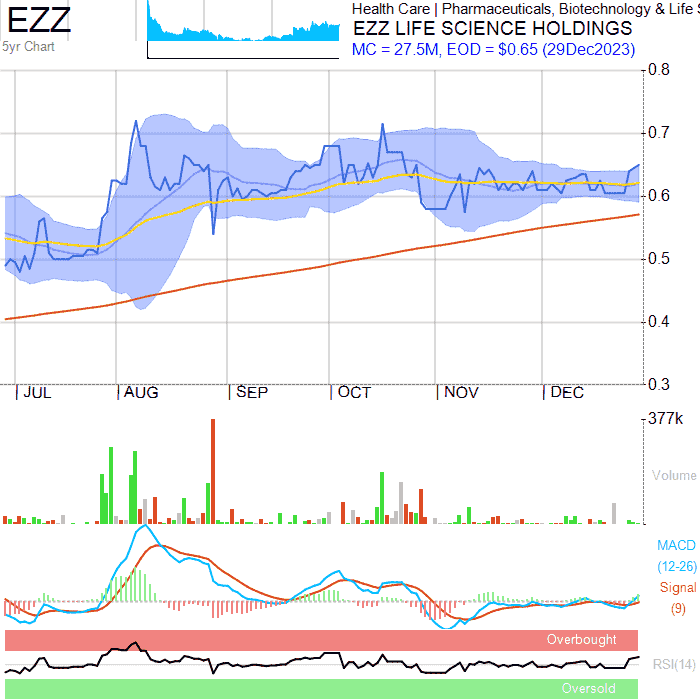 EZZ
5yr Chart
Health Care | Pharmaceuticals, Biotechnology & Life S
EZZ LIFE SCIENCE HOLDINGS
MC = 27.5M, EOD = $0.65 (29Dec2023)
0.8
0.7
0.6
0.5
0.4
0.3
JUL
AUG
SEP
OCT
NOV
DEC
377k
Volume
MACD
(12-26)
Signal
(9)
Overbought
RSI(14)
Oversold